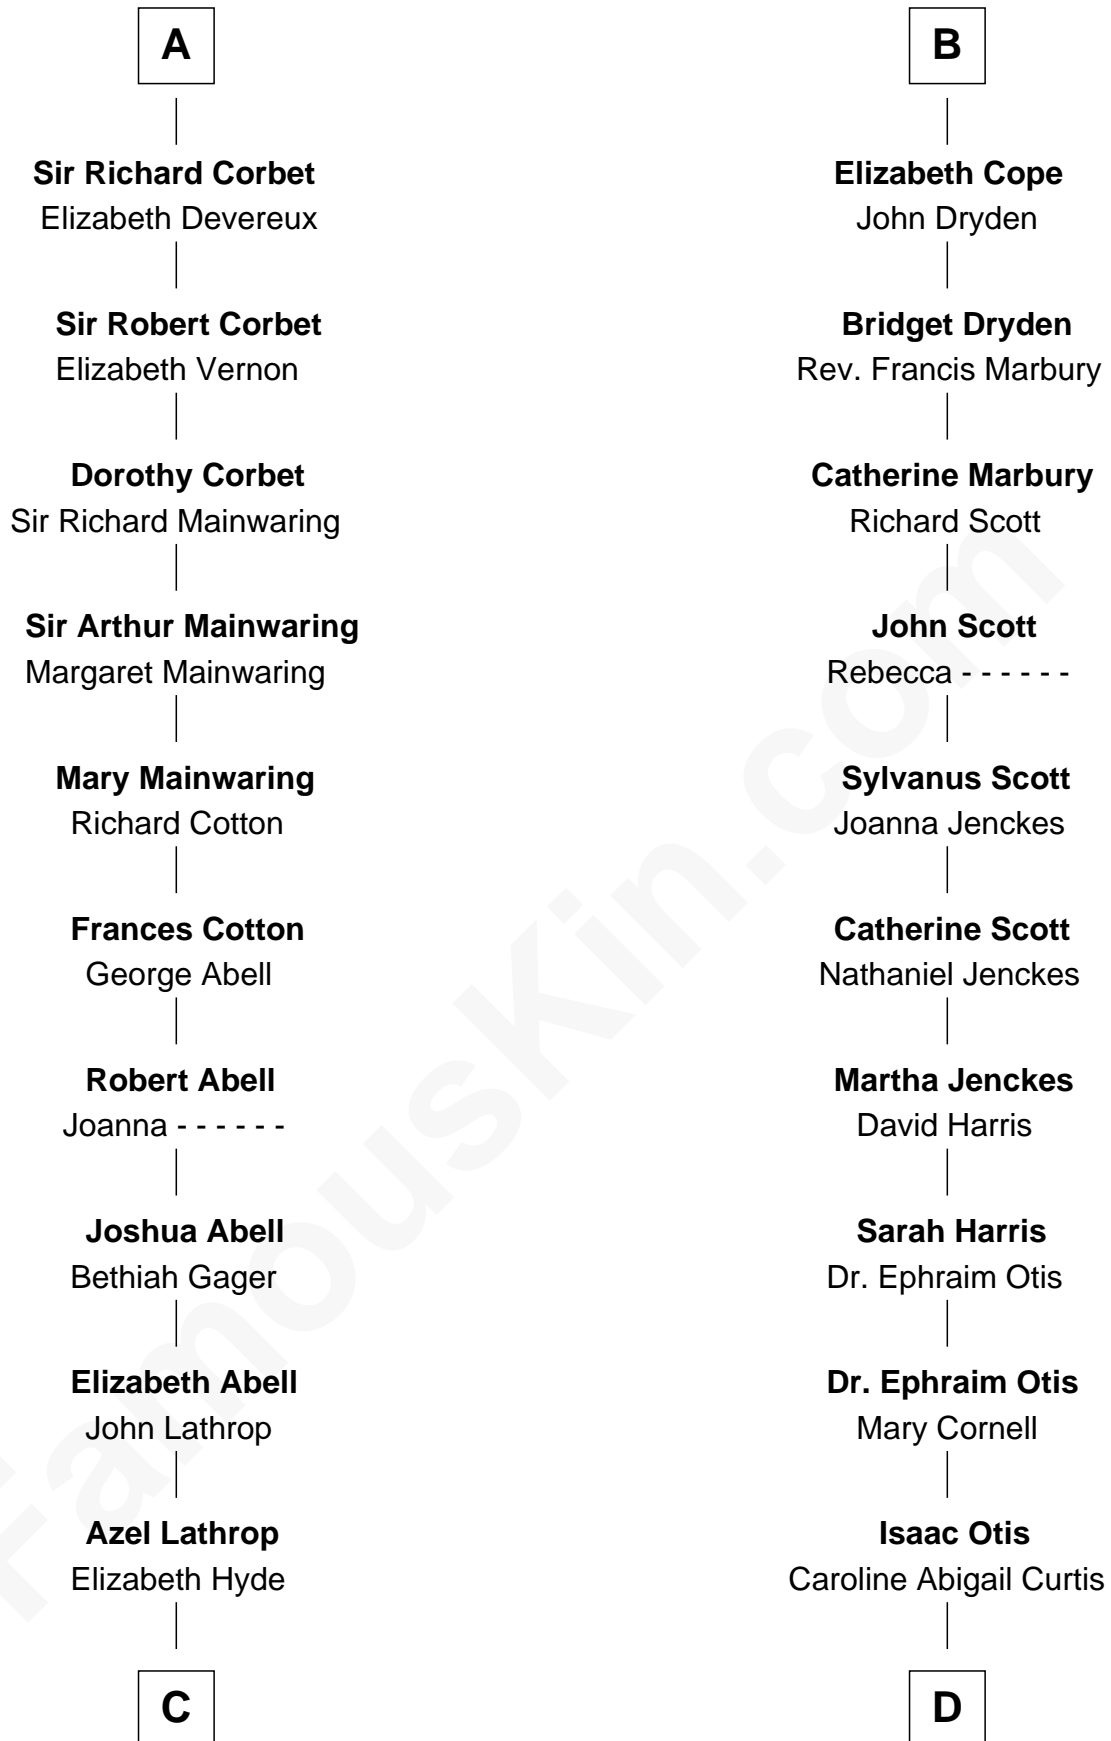 A
Sir Richard Corbet
Elizabeth Devereux
Sir Robert Corbet
Elizabeth Vernon
Dorothy Corbet
Sir Richard Mainwaring
Sir Arthur Mainwaring
Margaret Mainwaring
Mary Mainwaring
Richard Cotton
Frances Cotton
George Abell
Robert Abell
Joanna - - - - - -
Joshua Abell
Bethiah Gager
Elizabeth Abell
John Lathrop
Azel Lathrop
Elizabeth Hyde
C
B
Elizabeth Cope
John Dryden
Bridget Dryden
Rev. Francis Marbury
Catherine Marbury
Richard Scott
John Scott
Rebecca - - - - - -
Sylvanus Scott
Joanna Jenckes
Catherine Scott
Nathaniel Jenckes
Martha Jenckes
David Harris
Sarah Harris
Dr. Ephraim Otis
Dr. Ephraim Otis
Mary Cornell
Isaac Otis
Caroline Abigail Curtis
D
FamousKin.com